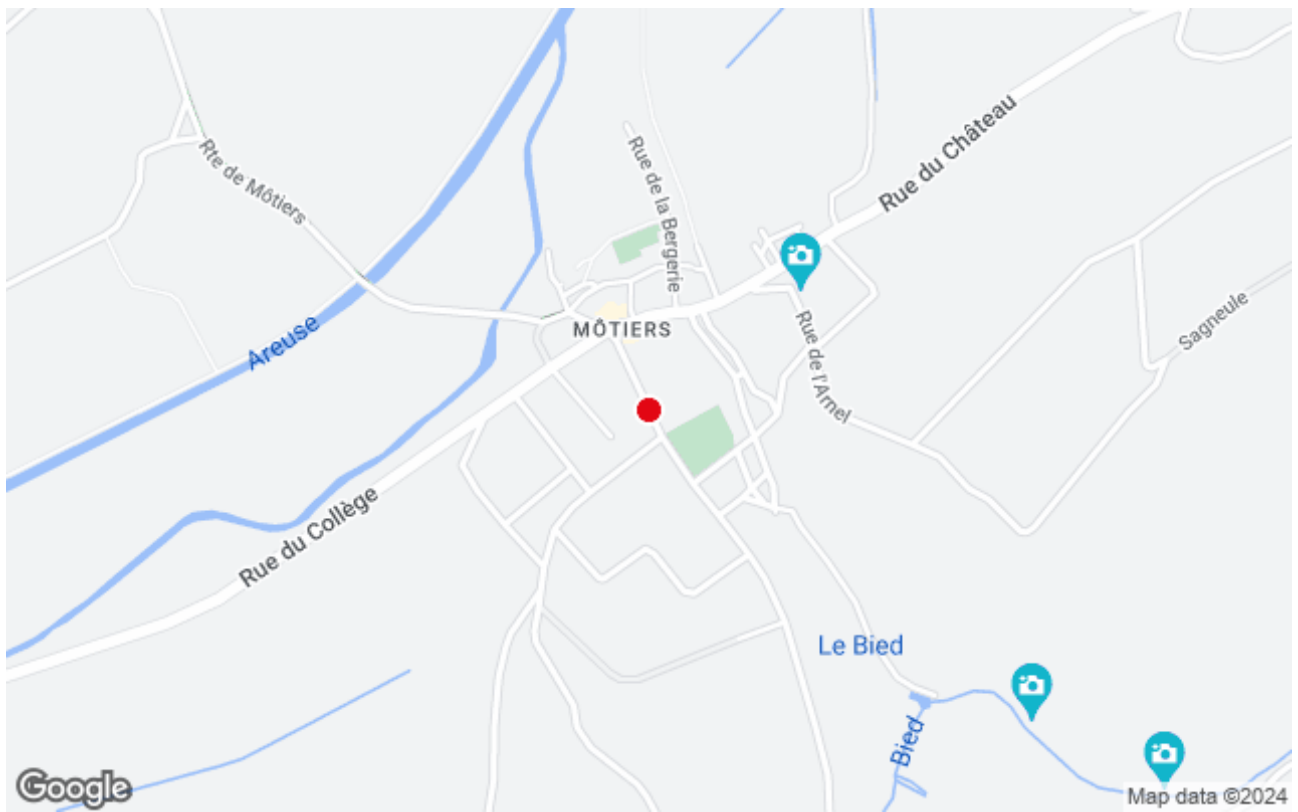 Rue du Château
Rue de la Bergerie
Rte de Môtiers
Sagneule
Areuse
MÔTIERS
Rue de l'Arnel
Rue du Collège
Le Bied
Bied
Google
Map data ©2024